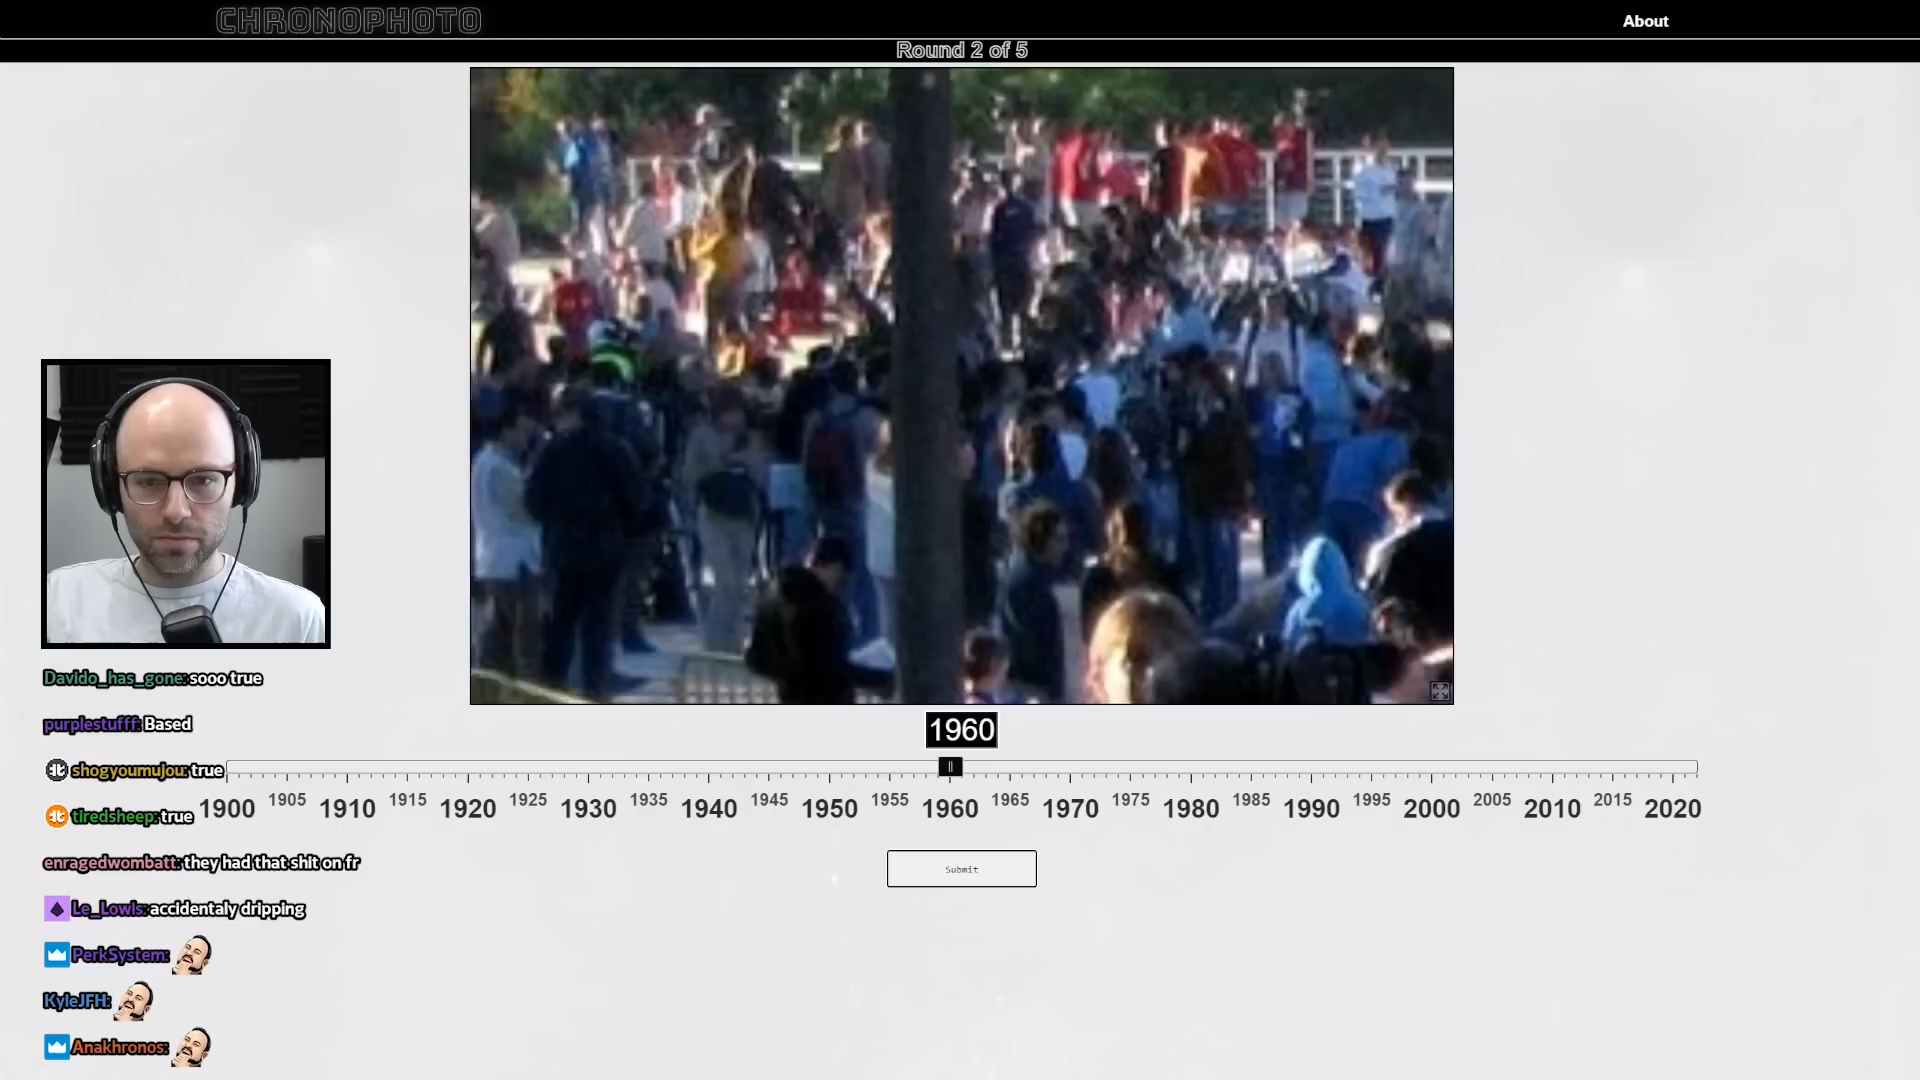 CHRONOPHOTO
About
Round 2 of 5
1960
1900 1905 1910 1915 1920 1925 1930 1935 1940 1945 1950 1955 1960 1965 1970 1975 1980 1985 1990 1995 2000 2005 2010 2015 2020
Submit
Davido_has_gone: sooo true
purplestufff: Based
shogyoumujou: true
tiredsheep: true
enragedwombatt: they had that shit on fr
Le_Lowis: accidentaly dripping
PerkSystem:
KyleJFH:
Anakhronos: